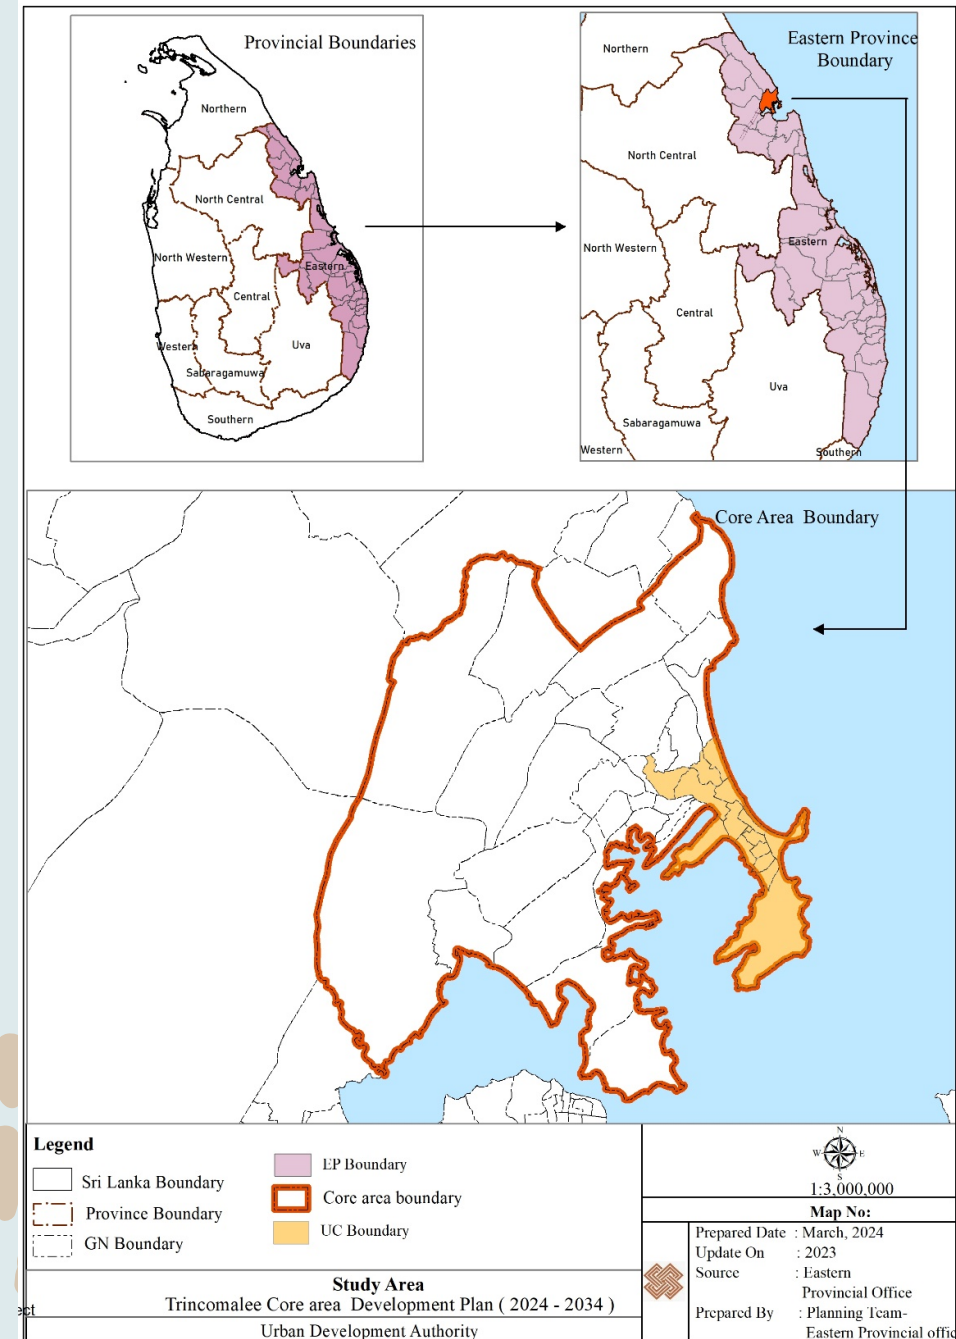 Provincial Boundaries
Northern
North Central
North Western
Eastern
Central
Western
Uva
Sabaragamuwa
Southern
Eastern Province
Boundary
Northern
North Central
North Western
Eastern
Central
Uva
Sabaragamuwa
Western
Southern
Core Area Boundary
Legend
Sri Lanka Boundary
Province Boundary
GN Boundary
EP Boundary
Core area boundary
UC Boundary
N
W
E
S
1:3,000,000
Map No:
Prepared Date : March, 2024
Update On : 2023
Source : Eastern
Provincial Office
Prepared By : Planning Team-
Eastern Provincial offic
Study Area
Trincomalee Core area Development Plan ( 2024 - 2034 )
Urban Development Authority
ect